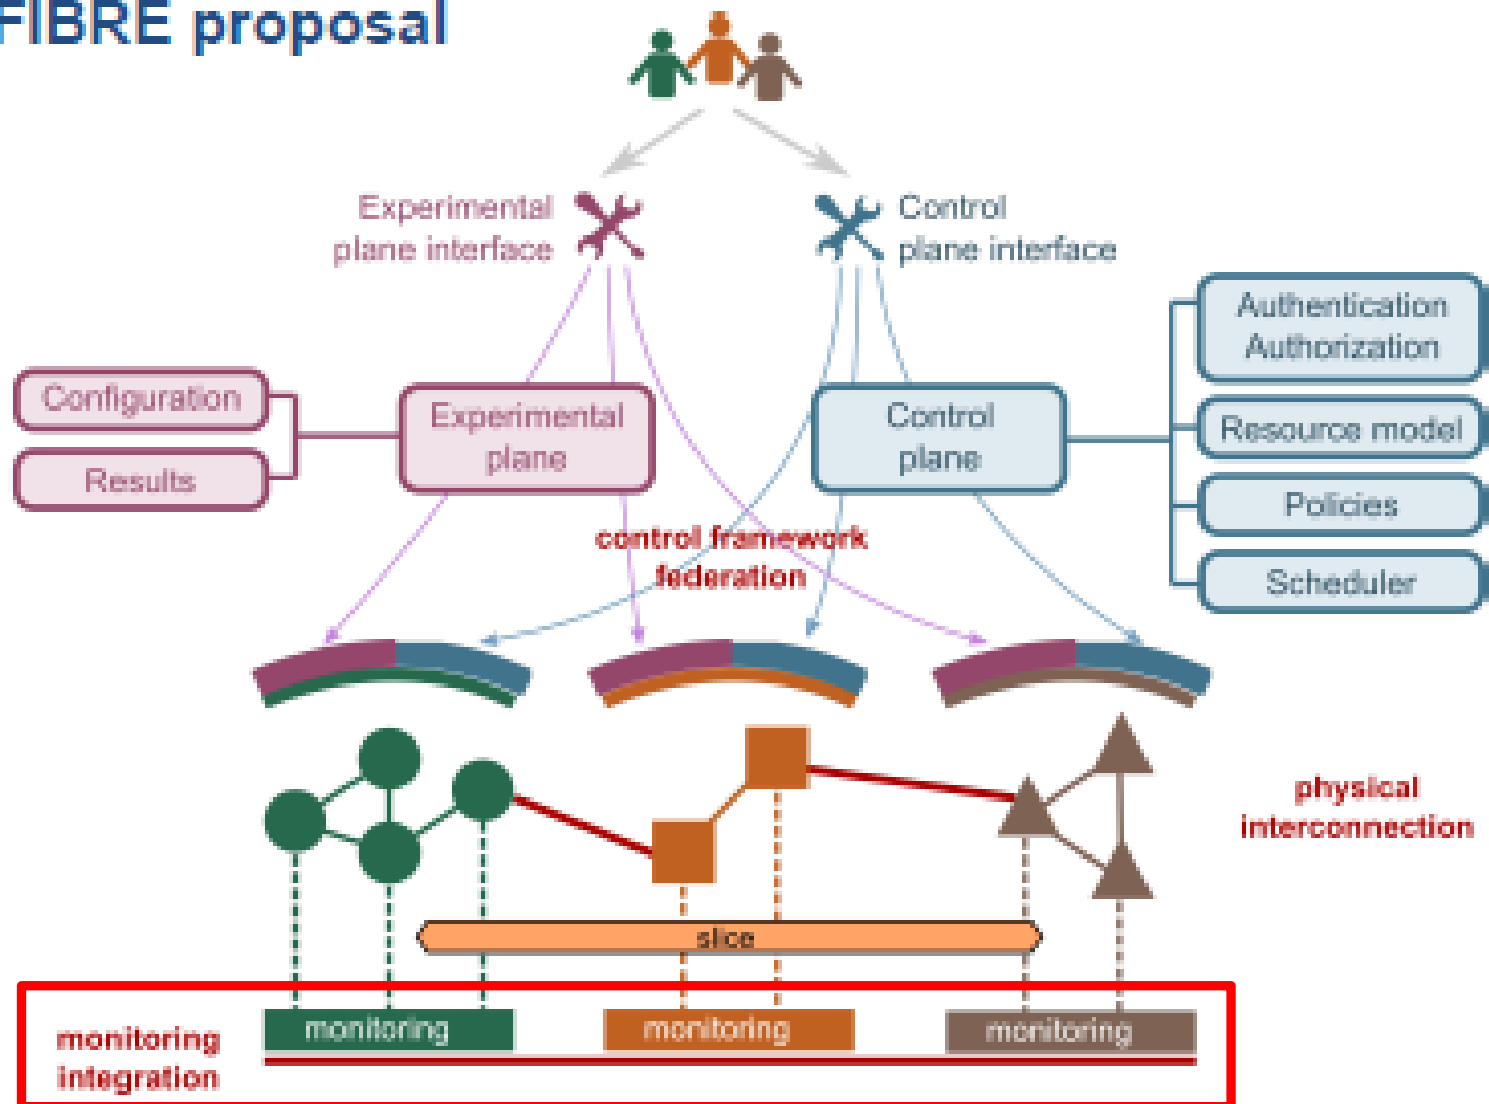 FIBRE proposal
Experimental
plane interface
Control
plane interface
Authentication
Authorization
Configuration
Results
Experimental
plane
Control
plane
Resource model
Policies
Scheduler
control framework
federation
physical
interconnection
slice
monitoring
integration
monitoring
monitoring
monitoring